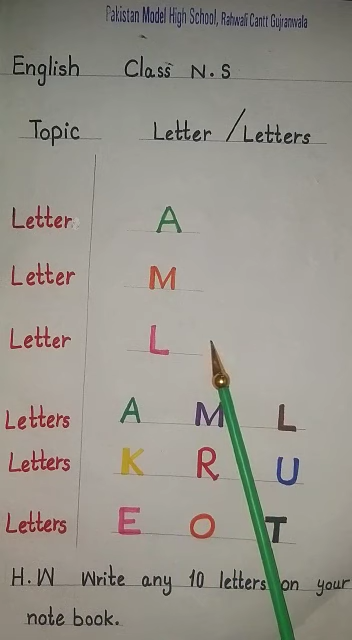 Pakistan Model High School, Rahwali Cantt Gujranwala
English Class N.S
Topic Letter / Letters
Letter A
Letter M
Letter L
Letters A M L
Letters K R U
Letters E O T
H.W Write any 10 letters on your
note book.